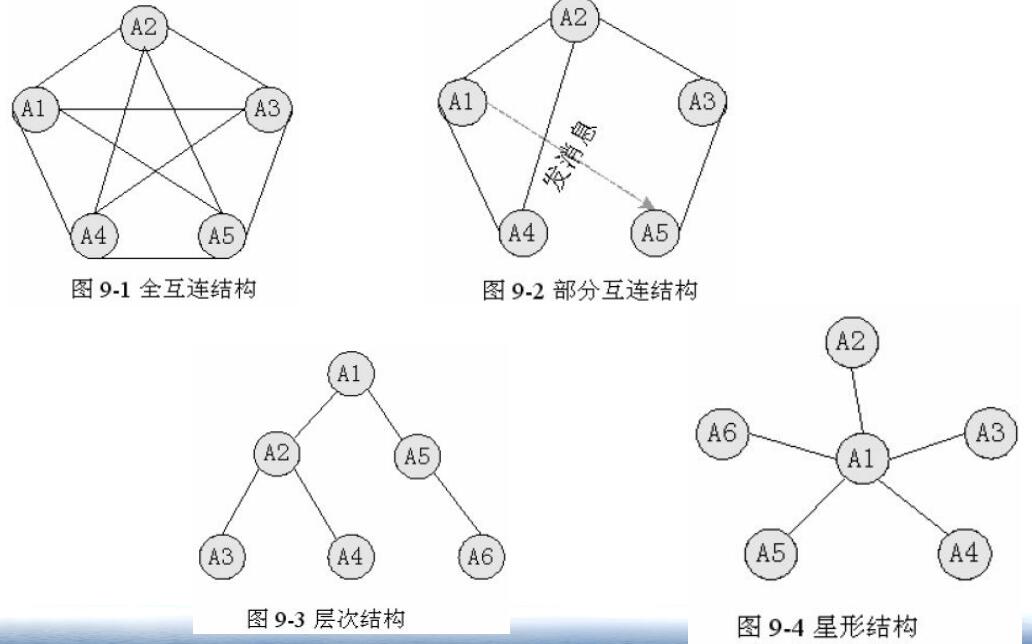 A2
A1
A3
A4
A5
图 9-1 全互连结构
A2
A1
A3
发消息
A4
A5
图 9-2 部分互连结构
A1
A2
A5
A3
A4
A6
图 9-3 层次结构
A2
A6
A3
A1
A5
A4
图 9-4 星形结构